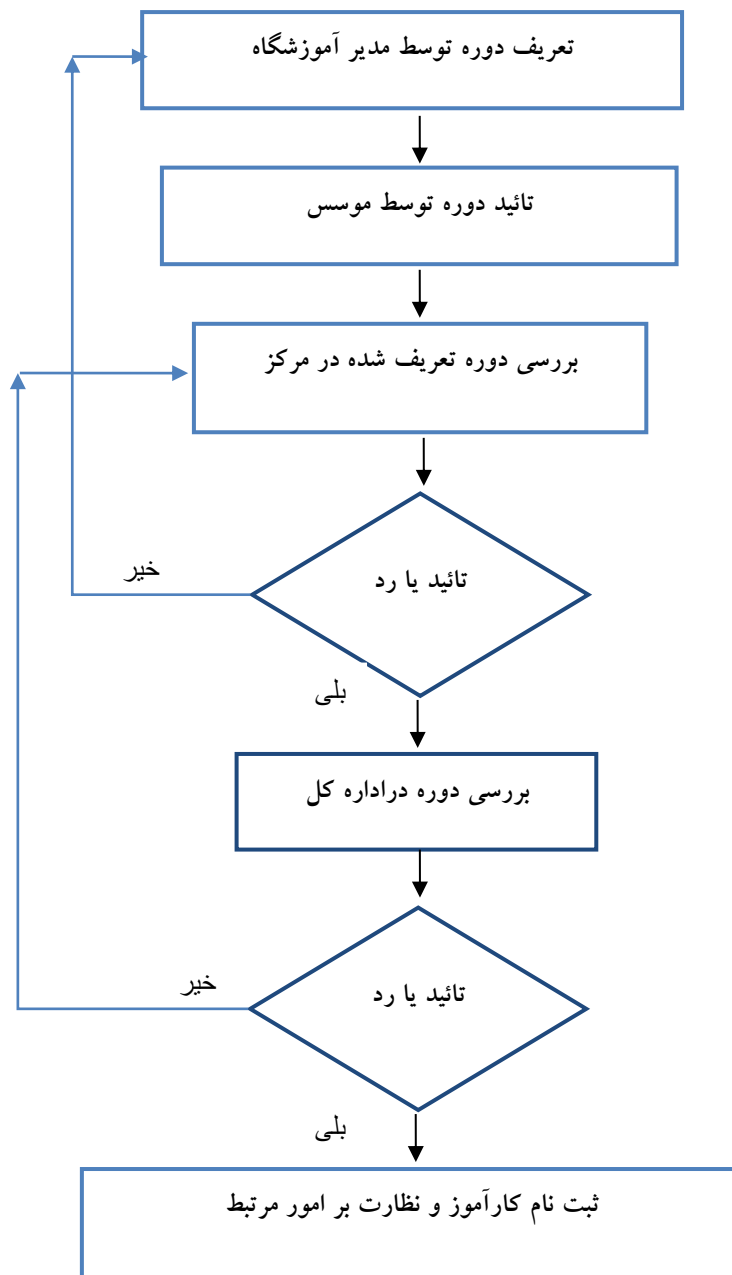 تعریف دوره توسط مدیر آموزشگاه
تائید دوره توسط موسس
بررسی دوره تعریف شده در مرکز
تائید یا رد
خیر
بلی
بررسی دوره دراداره کل
تائید یا رد
خیر
بلی
ثبت نام کارآموز و نظارت بر امور مرتبط